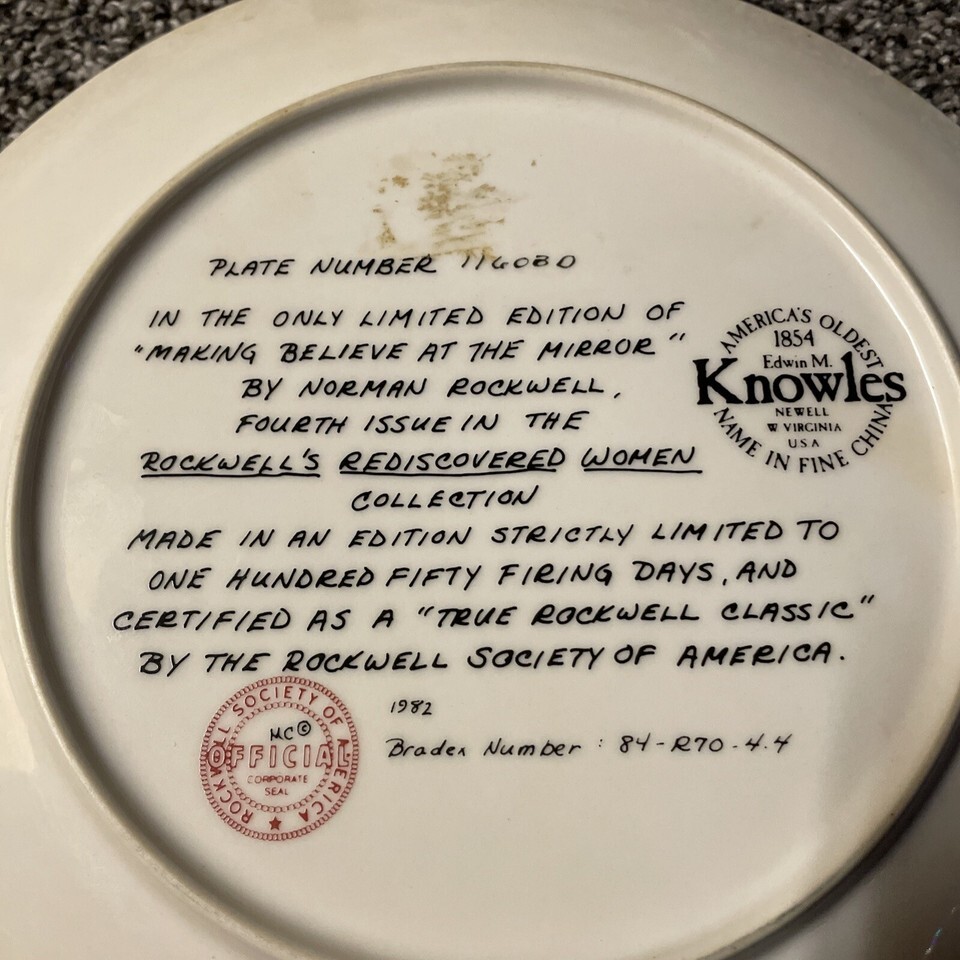 PLATE NUMBER 11608D
IN THE ONLY LIMITED EDITION OF
"MAKING BELIEVE AT THE MIRROR"
BY NORMAN ROCKWELL,
FOURTH ISSUE IN THE
ROCKWELL'S REDISCOVERED WOMEN
COLLECTION
MADE IN AN EDITION STRICTLY LIMITED TO
ONE HUNDRED FIFTY FIRING DAYS, AND
CERTIFIED AS A "TRUE ROCKWELL CLASSIC"
BY THE ROCKWELL SOCIETY OF AMERICA.
AMERICA'S OLDEST
1854
Edwin M.
Knowles
NEWELL
W VIRGINIA
USA
NAME IN FINE CHINA
ROCKWELL SOCIETY OF AMERICA
MC©
OFFICIAL
CORPORATE
SEAL
1982
Bradex Number : 84-R70-4.4